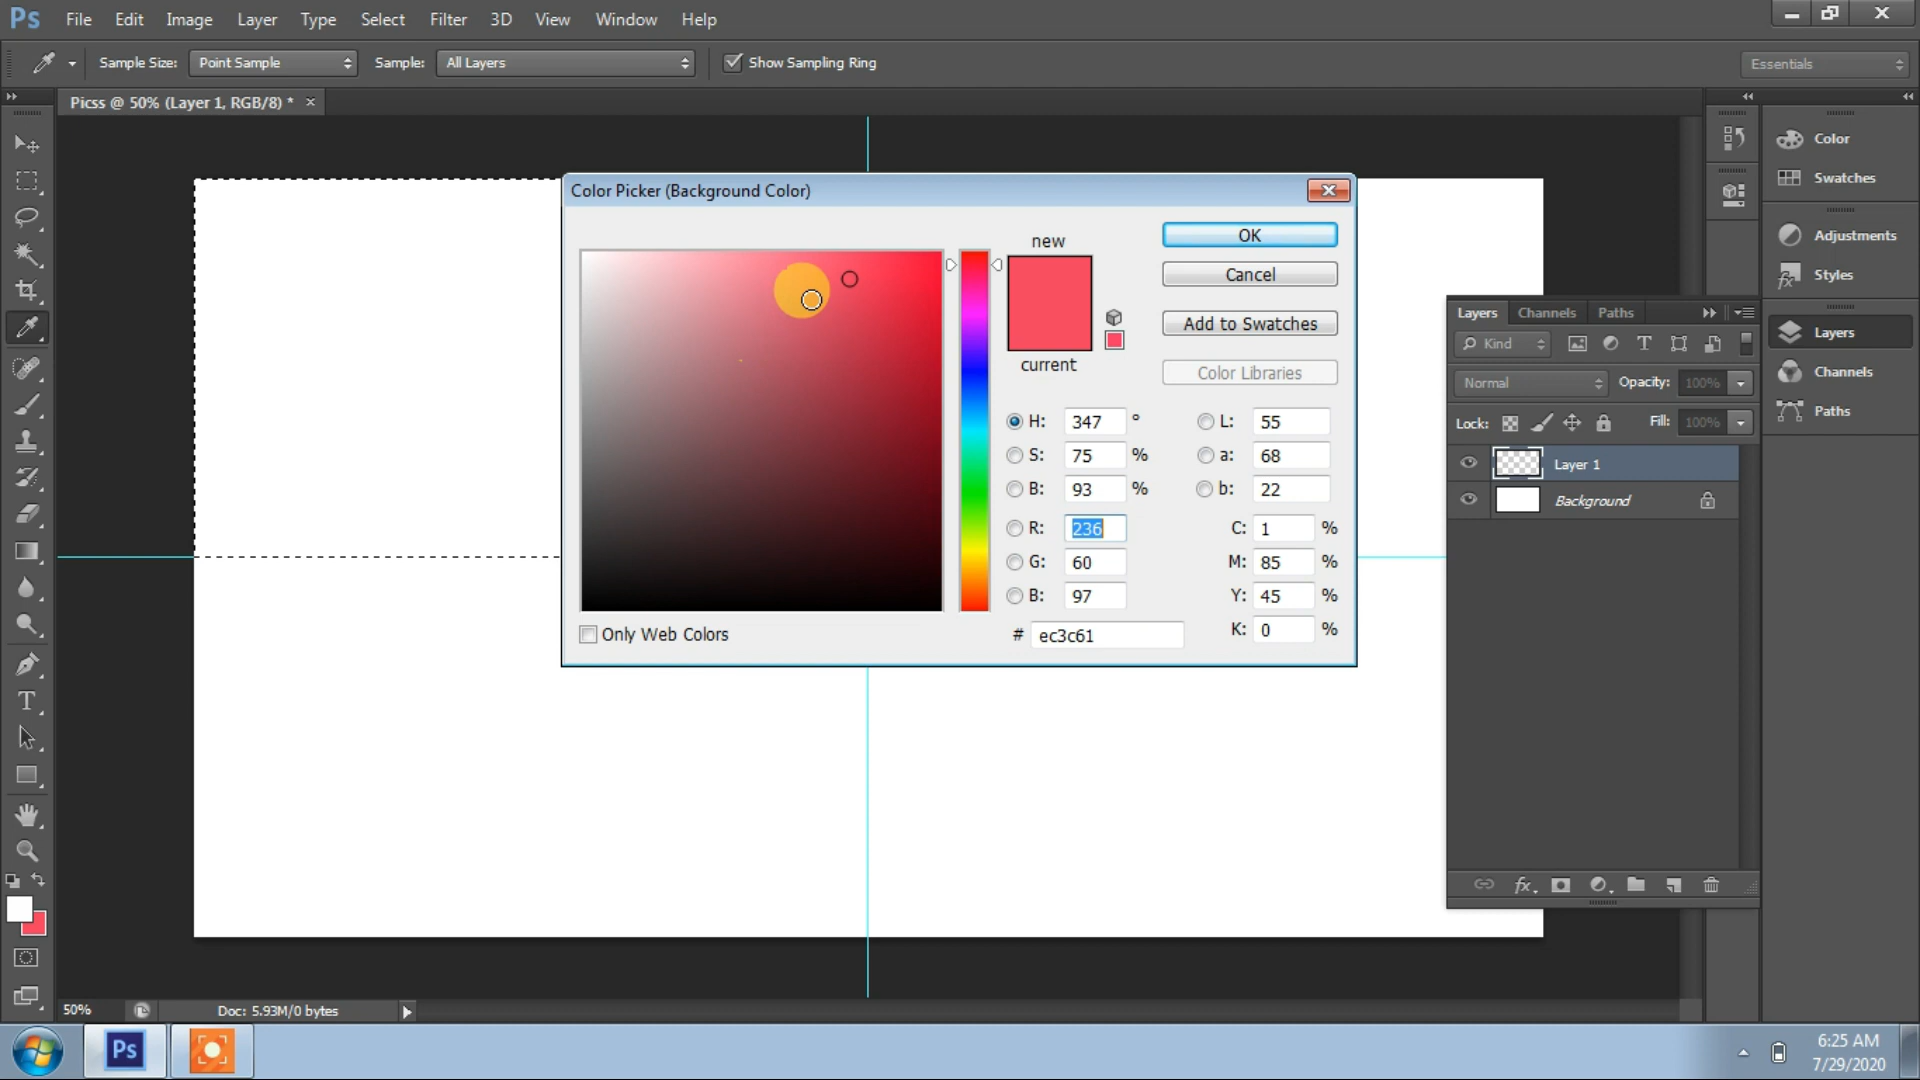 Ps File Edit Image Layer Type Select Filter 3D View Window Help
Sample Size: Point Sample Sample: All Layers Show Sampling Ring Essentials
Picss @ 50% (Layer 1, RGB/8) * ×
Color Picker (Background Color)
new
current
OK
Cancel
Add to Swatches
Color Libraries
H: 347 ° L: 55
S: 75 % a: 68
B: 93 % b: 22
R: 236 C: 1 %
G: 60 M: 85 %
B: 97 Y: 45 %
# ec3c61 K: 0 %
Only Web Colors
Color
Swatches
Adjustments
Styles
Layers
Channels
Paths
Layers Channels Paths
Kind
Normal Opacity: 100%
Lock: Fill: 100%
Layer 1
Background
fx
T
50% Doc: 5.93M/0 bytes
Ps
6:25 AM
7/29/2020